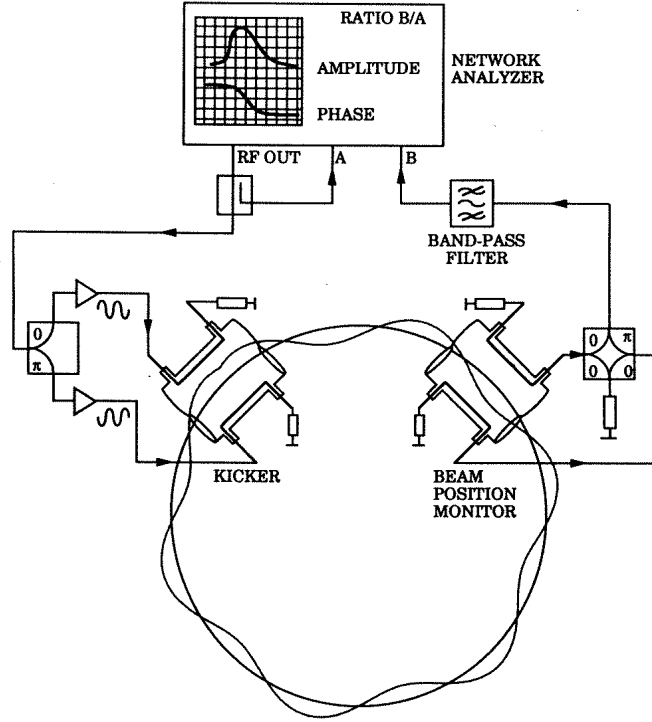 RATIO B/A
AMPLITUDE
PHASE
NETWORK
ANALYZER
RF OUT
A
B
BAND-PASS
FILTER
0
π
0
π
0
0
KICKER
BEAM
POSITION
MONITOR